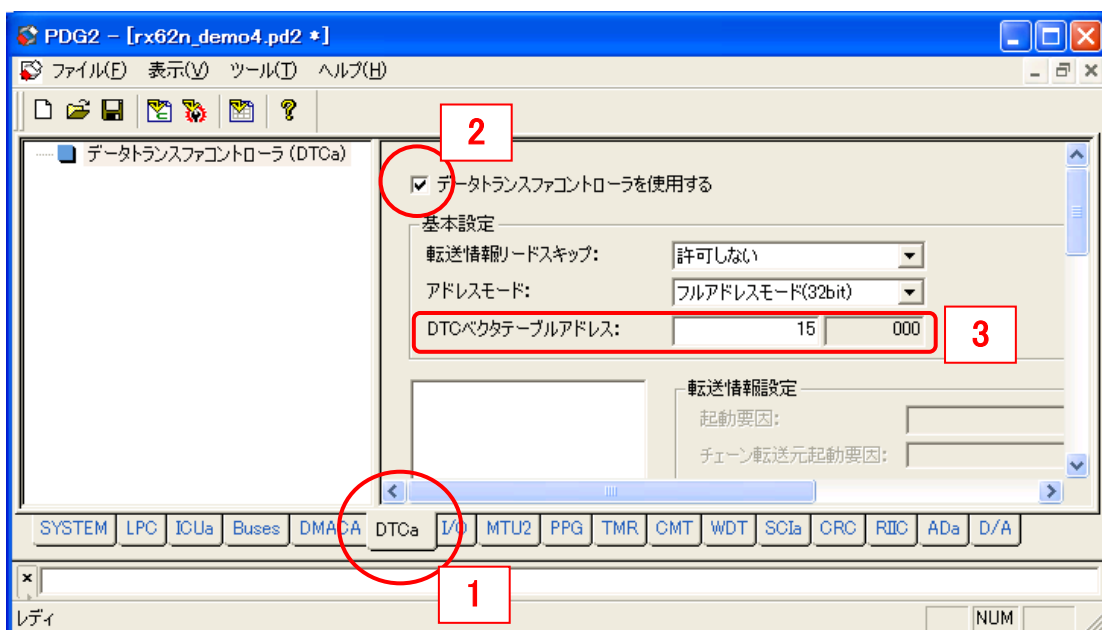 PDG2 - [rx62n_demo4.pd2 *]
ファイル(F) 表示(V) ツール(T) ヘルプ(H)
2
データトランスファコントローラ (DTCa)
データトランスファコントローラを使用する
基本設定
転送情報リードスキップ: 許可しない
アドレスモード: フルアドレスモード(32bit)
DTCベクタテーブルアドレス: 15 000
3
転送情報設定
起動要因:
チェーン転送元起動要因:
SYSTEM LPC ICUa Buses DMACA DTCa I/O MTU2 PPG TMR CMT WDT SCIa CRC RIIC ADa D/A
1
レディ NUM